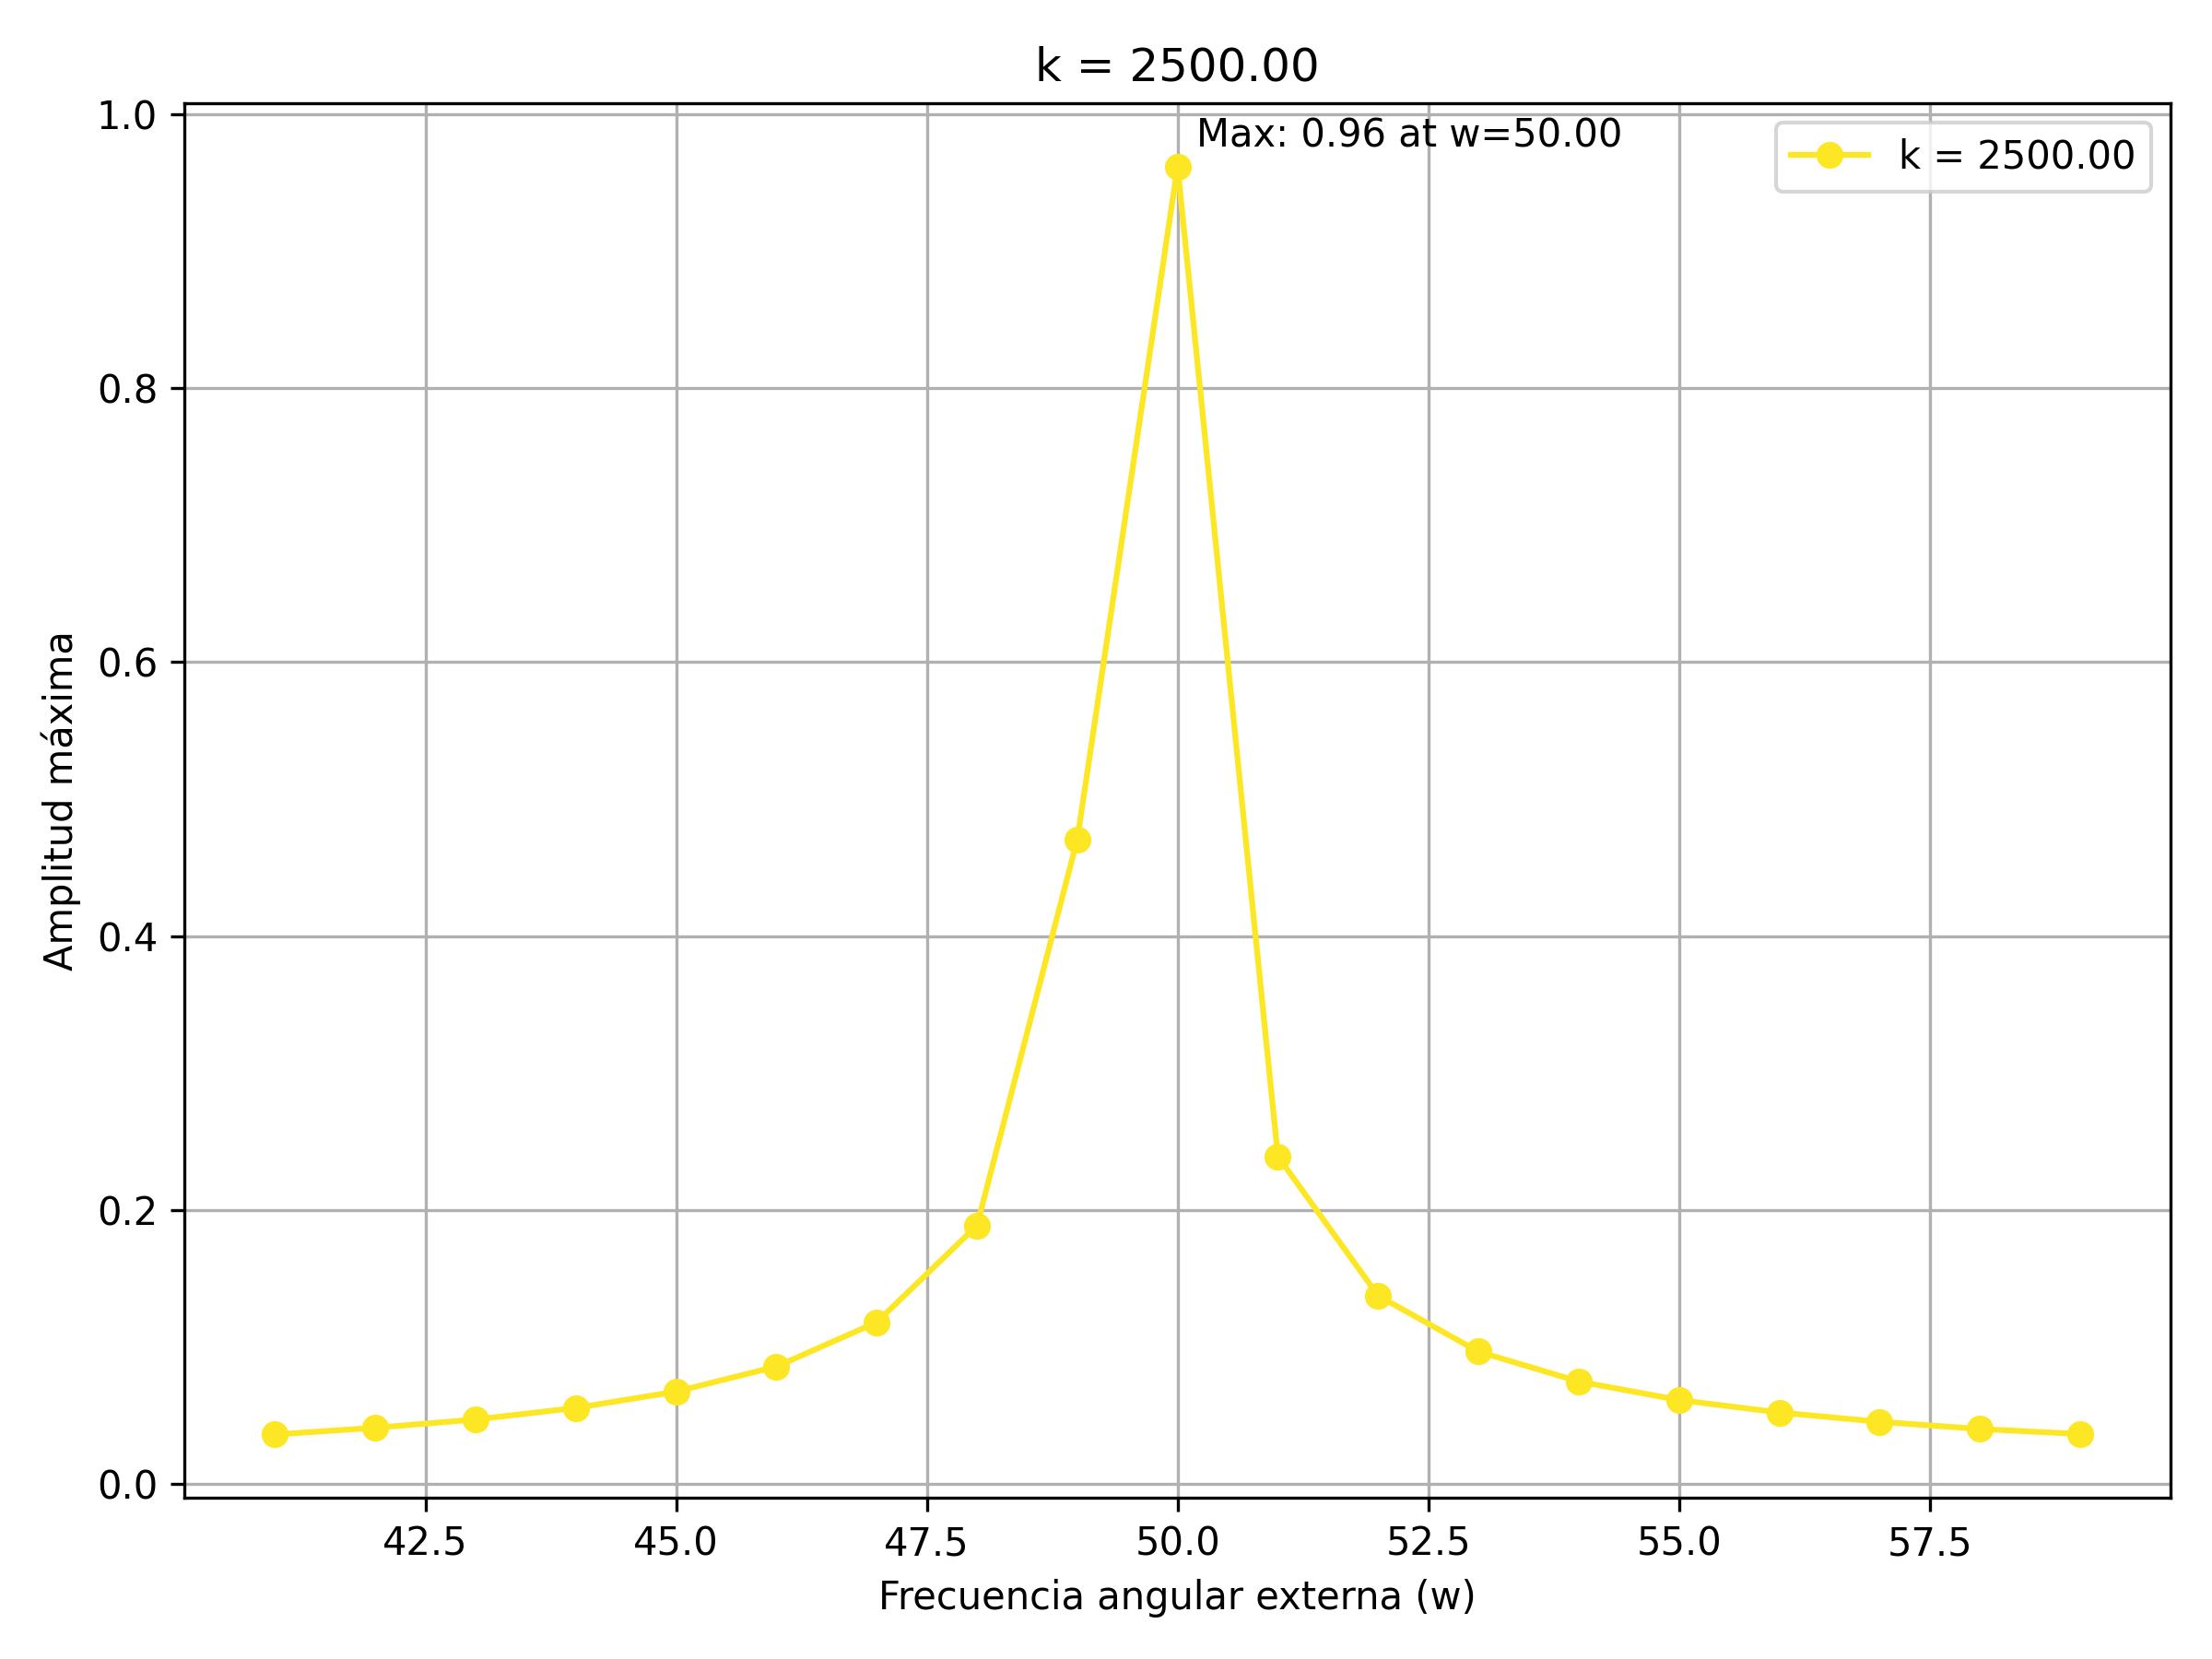 k = 2500.00
Max: 0.96 at w=50.00
k = 2500.00
Amplitud máxima
1.0
0.8
0.6
0.4
0.2
0.0
42.5 45.0 47.5 50.0 52.5 55.0 57.5
Frecuencia angular externa (w)